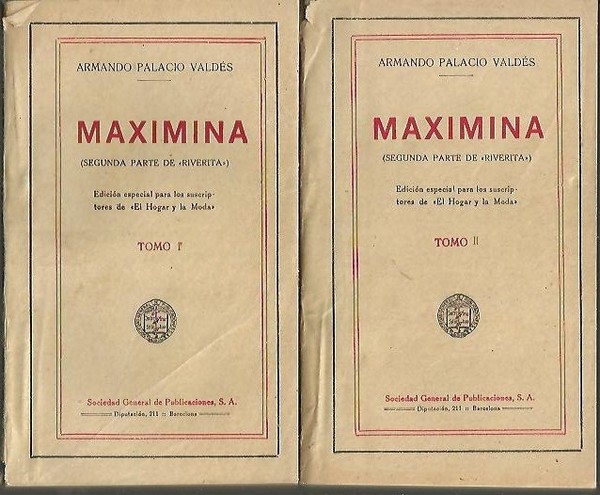 ARMANDO PALACIO VALDÉS
MAXIMINA
(SEGUNDA PARTE DE «RIVERITA»)
Edición especial para los suscrip-
tores de «El Hogar y la Moda»
TOMO I
Sociedad General de Publicaciones, S. A.
Diputación, 211 :: Barcelona
ARMANDO PALACIO VALDÉS
MAXIMINA
(SEGUNDA PARTE DE «RIVERITA»)
Edición especial para los suscrip-
tores de «El Hogar y la Moda»
TOMO II
Sociedad General de Publicaciones, S. A.
Diputación, 211 :: Barcelona